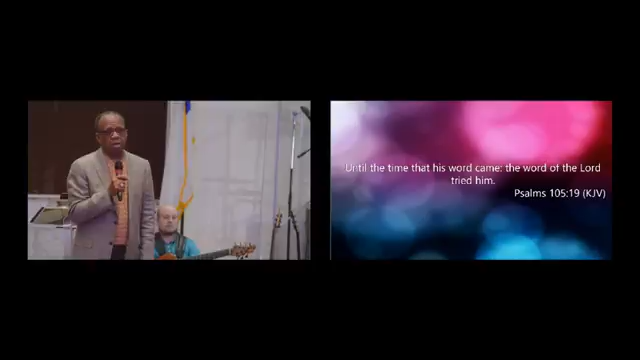 Until the time that his word came: the word of the Lord
tried him.
Psalms 105:19 (KJV)